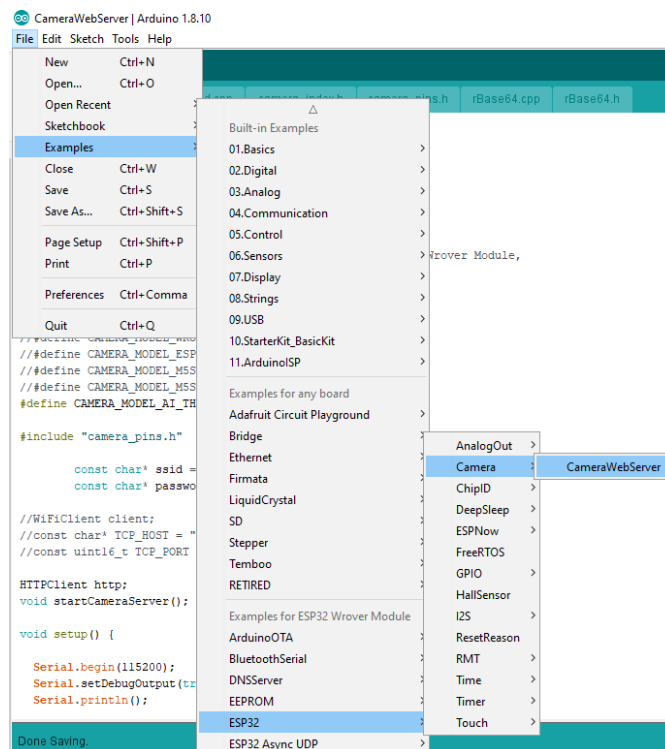 CameraWebServer | Arduino 1.8.10
File Edit Sketch Tools Help
New Ctrl+N
Open... Ctrl+O
Open Recent
Sketchbook
Examples
Close Ctrl+W
Save Ctrl+S
Save As... Ctrl+Shift+S
Page Setup Ctrl+Shift+P
Print Ctrl+P
Preferences Ctrl+Comma
Quit Ctrl+Q
camera_index.h camera_pins.h rBase64.cpp rBase64.h
Built-in Examples
01.Basics
02.Digital
03.Analog
04.Communication
05.Control
06.Sensors
07.Display
08.Strings
09.USB
10.StarterKit_BasicKit
11.ArduinoISP
Examples for any board
Adafruit Circuit Playground
Bridge
Ethernet
Firmata
LiquidCrystal
SD
Stepper
Temboo
RETIRED
Examples for ESP32 Wrover Module
ArduinoOTA
BluetoothSerial
DNSServer
EEPROM
ESP32
ESP32 Async UDP
AnalogOut
Camera
ChipID
DeepSleep
ESPNow
FreeRTOS
GPIO
HallSensor
I2S
ResetReason
RMT
Time
Timer
Touch
CameraWebServer
Wrover Module,
//#define CAMERA_MODEL_WRO
//#define CAMERA_MODEL_ESP
//#define CAMERA_MODEL_M5S
//#define CAMERA_MODEL_M5S
#define CAMERA_MODEL_AI_TH
#include "camera_pins.h"
const char* ssid =
const char* passwo
//WiFiClient client;
//const char* TCP_HOST = "
//const uint16_t TCP_PORT
HTTPClient http;
void startCameraServer();
void setup() {
Serial.begin(115200);
Serial.setDebugOutput(tr
Serial.println();
Done Saving.